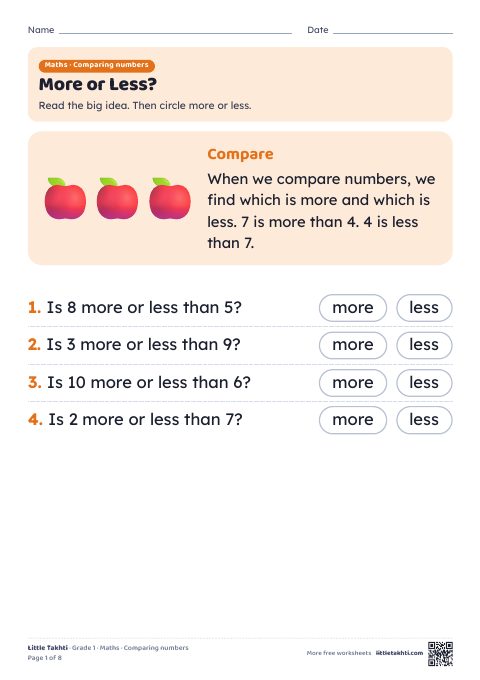 Name Date
Maths · Comparing numbers
More or Less?
Read the big idea. Then circle more or less.
Compare
When we compare numbers, we
find which is more and which is
less. 7 is more than 4. 4 is less
than 7.
1. Is 8 more or less than 5? more less
2. Is 3 more or less than 9? more less
3. Is 10 more or less than 6? more less
4. Is 2 more or less than 7? more less
Little Takhti · Grade 1 · Maths · Comparing numbers
Page 1 of 8
More free worksheets littletakhti.com